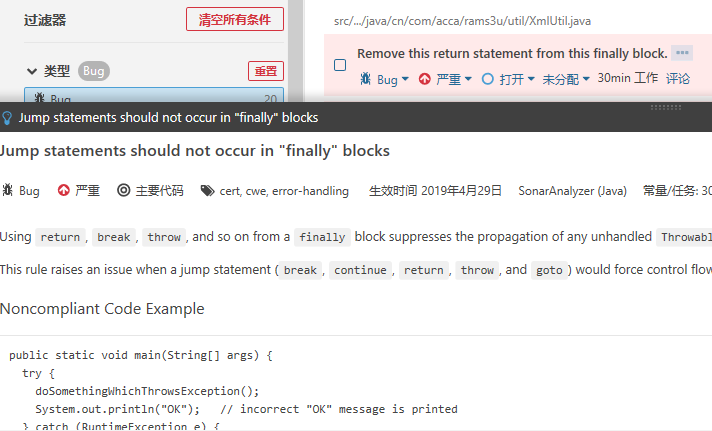 过滤器
清空所有条件
类型 Bug
重置
Bug 20
src/.../java/cn/com/acca/rams3u/util/XmlUtil.java
Remove this return statement from this finally block.
Bug 严重 打开 未分配 30min 工作 评论
Jump statements should not occur in "finally" blocks
Jump statements should not occur in "finally" blocks
Bug 严重 主要代码 cert, cwe, error-handling 生效时间 2019年4月29日 SonarAnalyzer (Java) 常量/任务: 30
Using return, break, throw, and so on from a finally block suppresses the propagation of any unhandled Throwabl
This rule raises an issue when a jump statement (break, continue, return, throw, and goto) would force control flow
Noncompliant Code Example
public static void main(String[] args) {
try {
doSomethingWhichThrowsException();
System.out.println("OK"); // incorrect "OK" message is printed
} catch (RuntimeException e) {